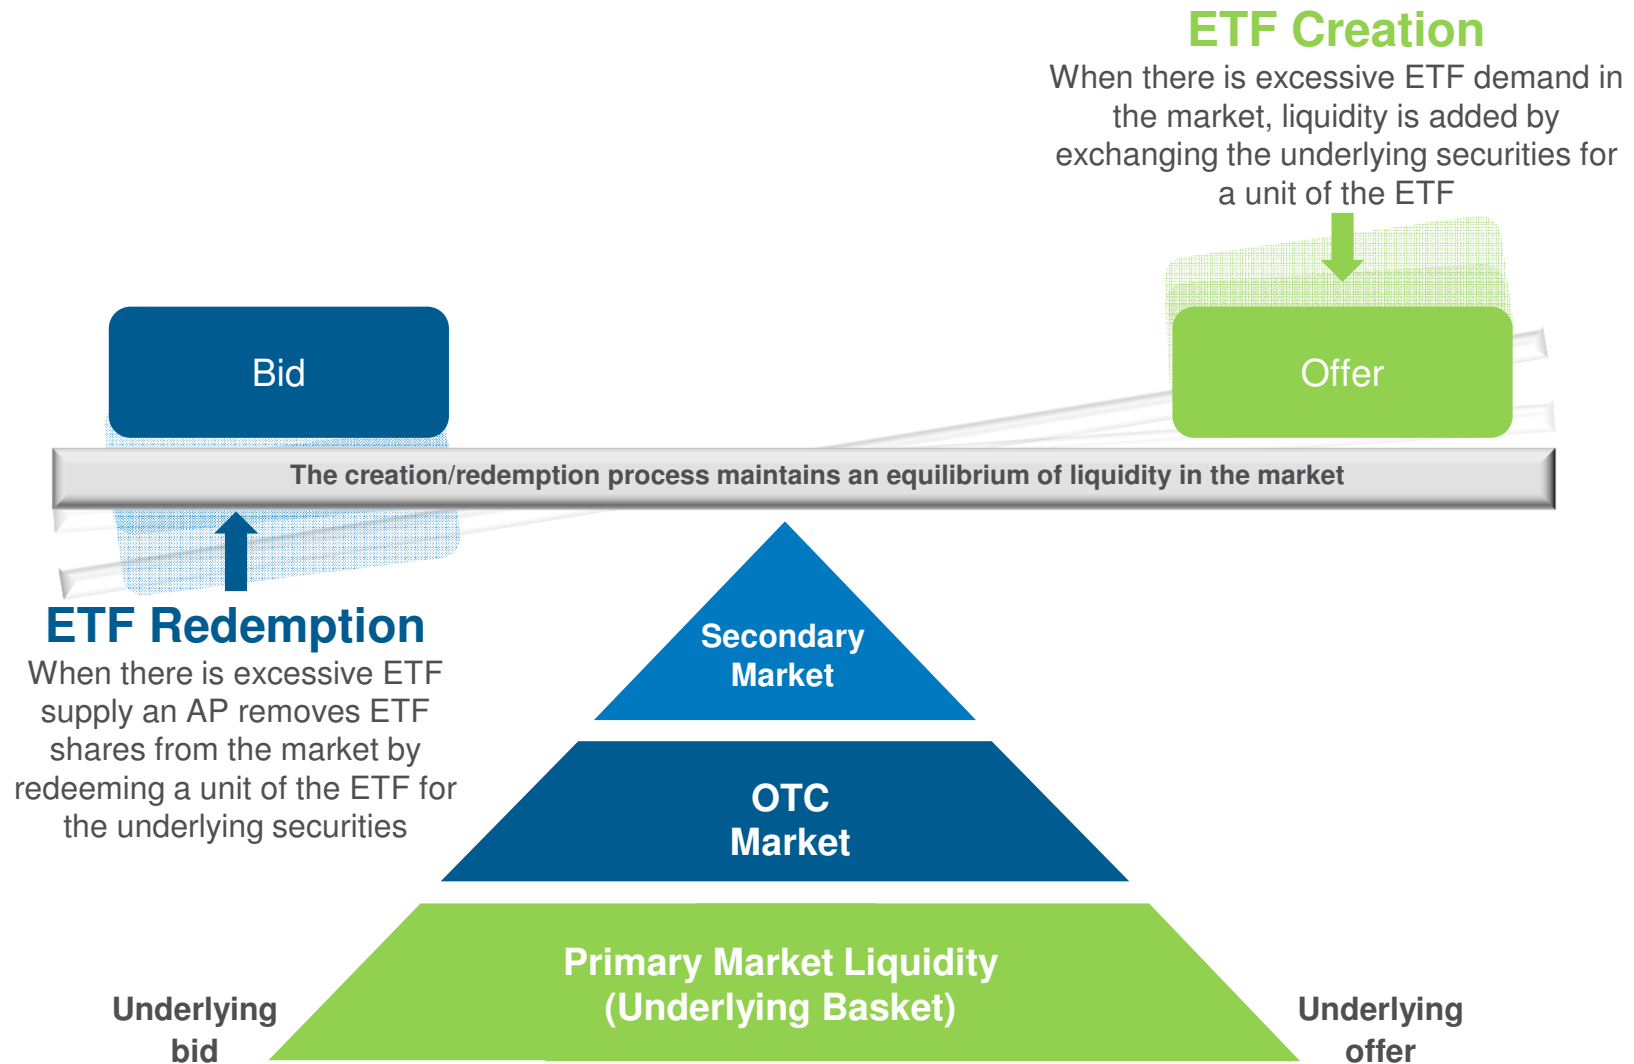 ETF Creation
When there is excessive ETF demand in
the market, liquidity is added by
exchanging the underlying securities for
a unit of the ETF
Bid
Offer
The creation/redemption process maintains an equilibrium of liquidity in the market
ETF Redemption
When there is excessive ETF
supply an AP removes ETF
shares from the market by
redeeming a unit of the ETF for
the underlying securities
Secondary
Market
OTC
Market
Primary Market Liquidity
(Underlying Basket)
Underlying
bid
Underlying
offer